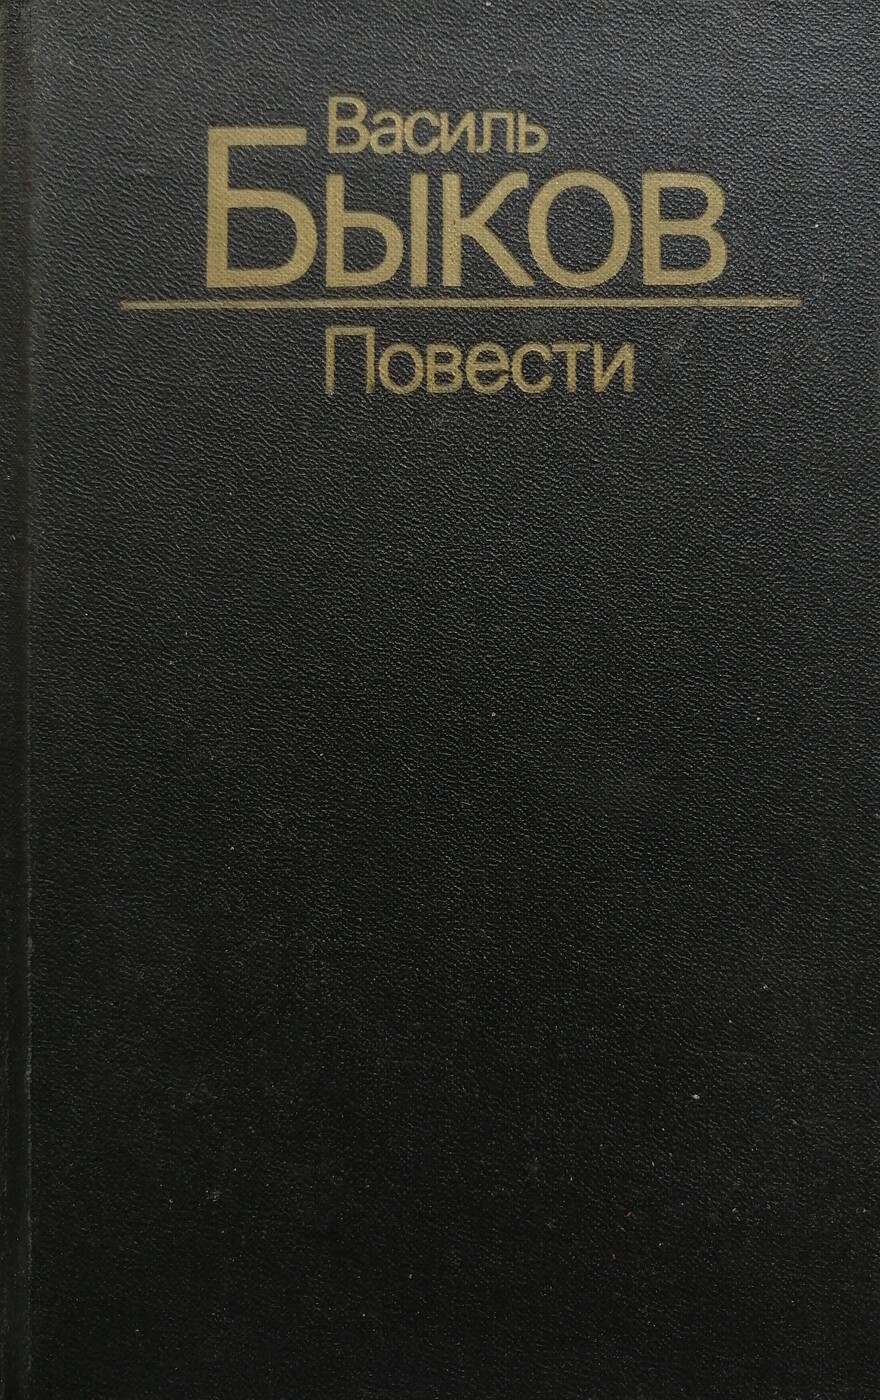 Василь
Быков
Повести